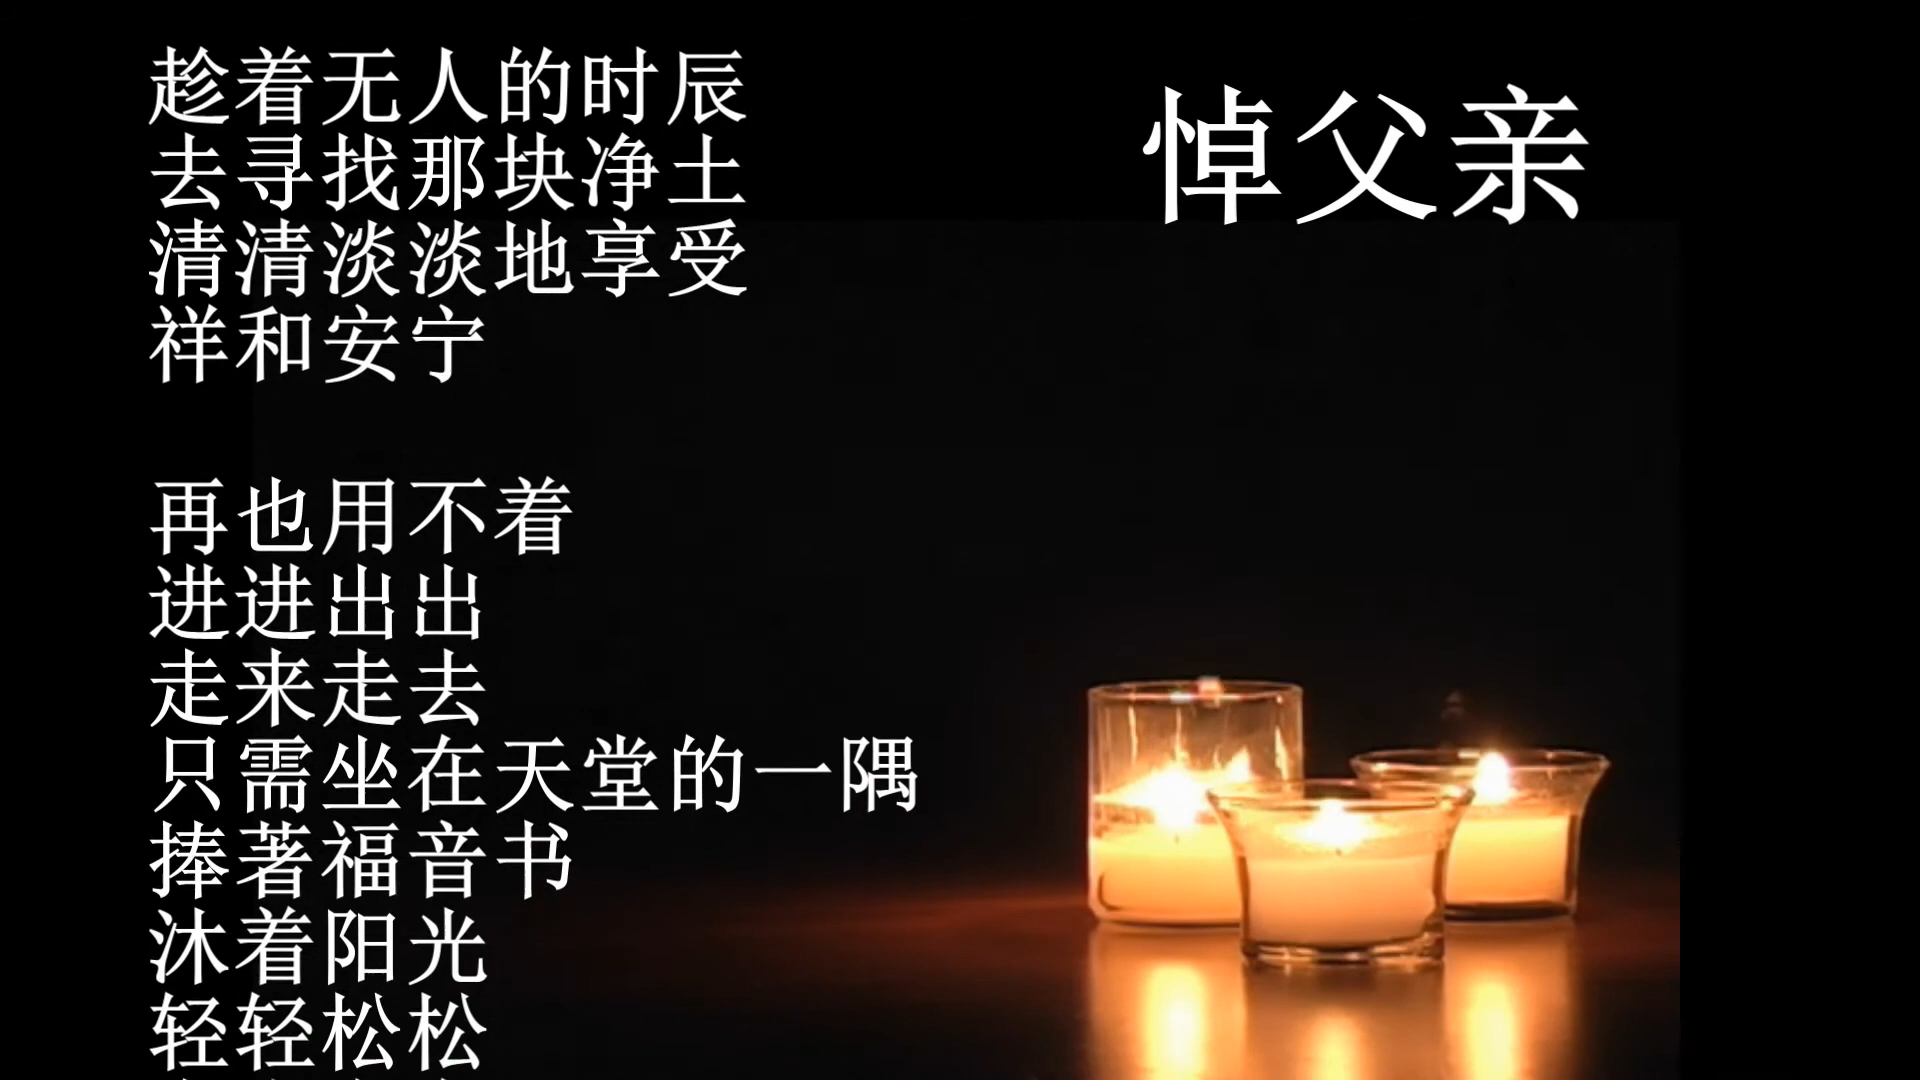 悼父亲
趁着无人的时辰
去寻找那块净土
清清淡淡地享受
祥和安宁
再也用不着
进进出出
走来走去
只需坐在天堂的一隅
捧著福音书
沐着阳光
轻轻松松